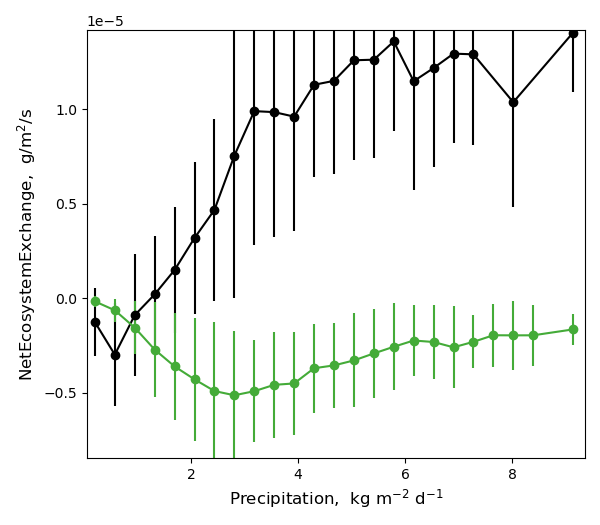 1e−5
1.0
0.5
0.0
−0.5
NetEcosystemExchange, g/m²/s
2 4 6 8
Precipitation, kg m⁻² d⁻¹